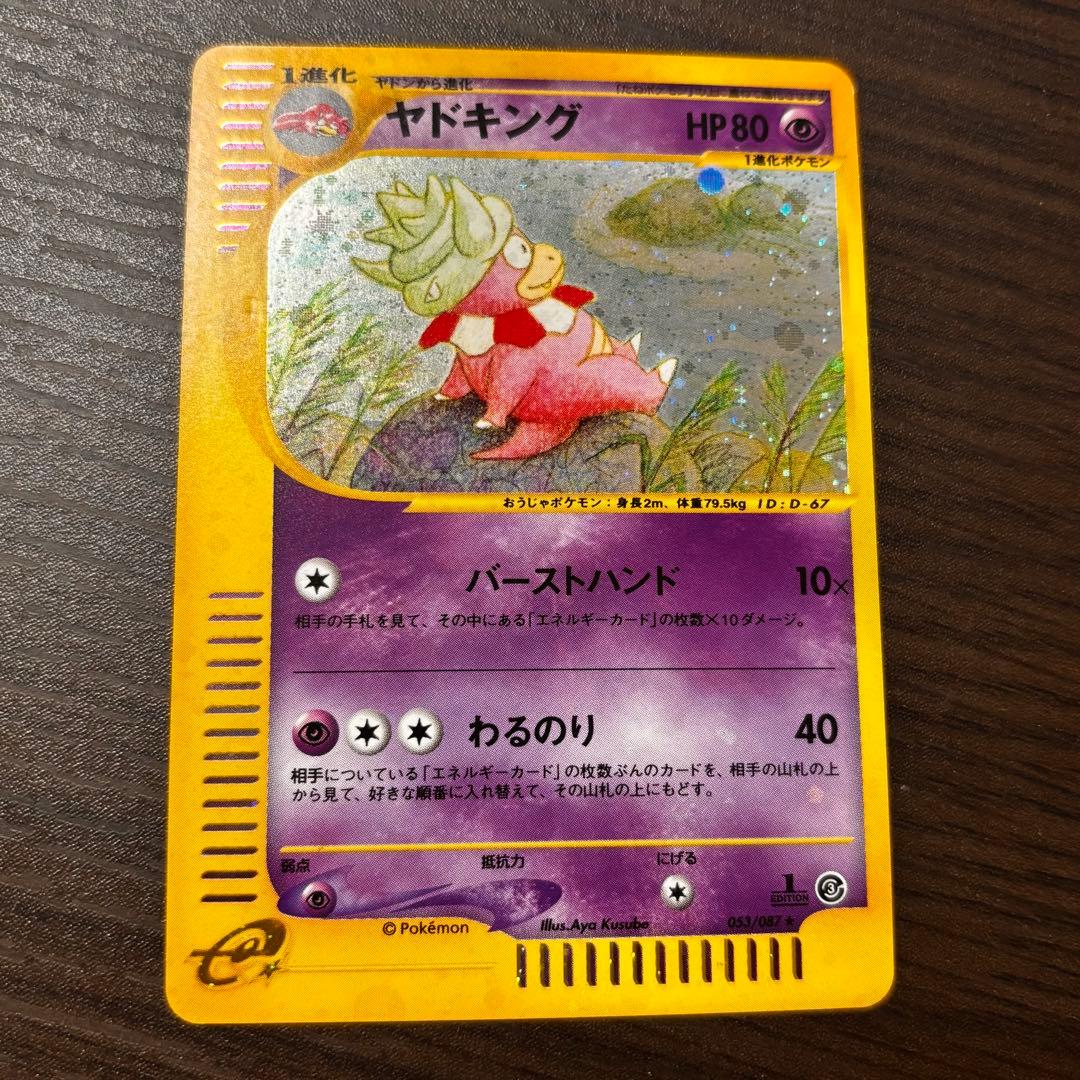 1進化
ヤドンから進化
ヤドキング
HP80
1進化ポケモン
おうじゃポケモン：身長2m、体重79.5kg ID:D-67
バーストハンド 10×
相手の手札を見て、その中にある「エネルギーカード」の枚数×10ダメージ。
わるのり 40
相手についている「エネルギーカード」の枚数ぶんのカードを、相手の山札の上
から見て、好きな順番に入れ替えて、その山札の上にもどす。
弱点 抵抗力 にげる
1
EDITION
3
©Pokémon
Illus.Aya Kusube
053/087★
e